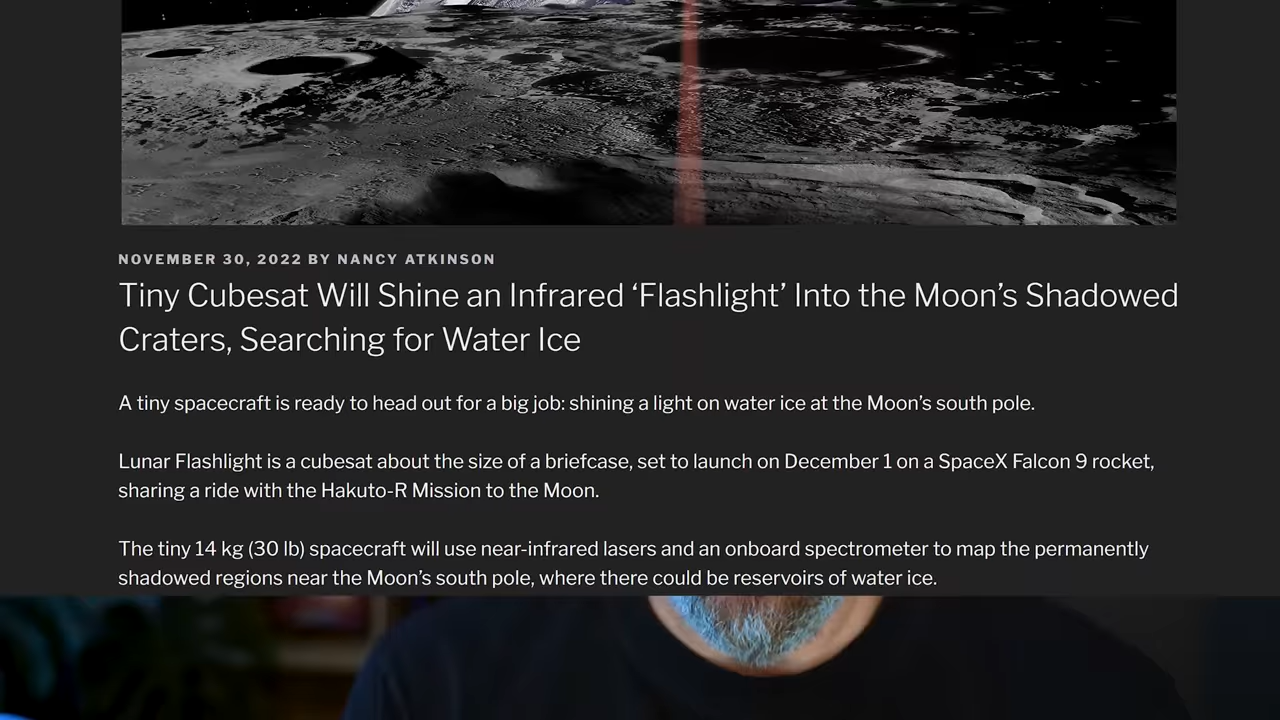 NOVEMBER 30, 2022 BY NANCY ATKINSON
Tiny Cubesat Will Shine an Infrared ‘Flashlight’ Into the Moon’s Shadowed
Craters, Searching for Water Ice
A tiny spacecraft is ready to head out for a big job: shining a light on water ice at the Moon’s south pole.
Lunar Flashlight is a cubesat about the size of a briefcase, set to launch on December 1 on a SpaceX Falcon 9 rocket,
sharing a ride with the Hakuto-R Mission to the Moon.
The tiny 14 kg (30 lb) spacecraft will use near-infrared lasers and an onboard spectrometer to map the permanently
shadowed regions near the Moon’s south pole, where there could be reservoirs of water ice.